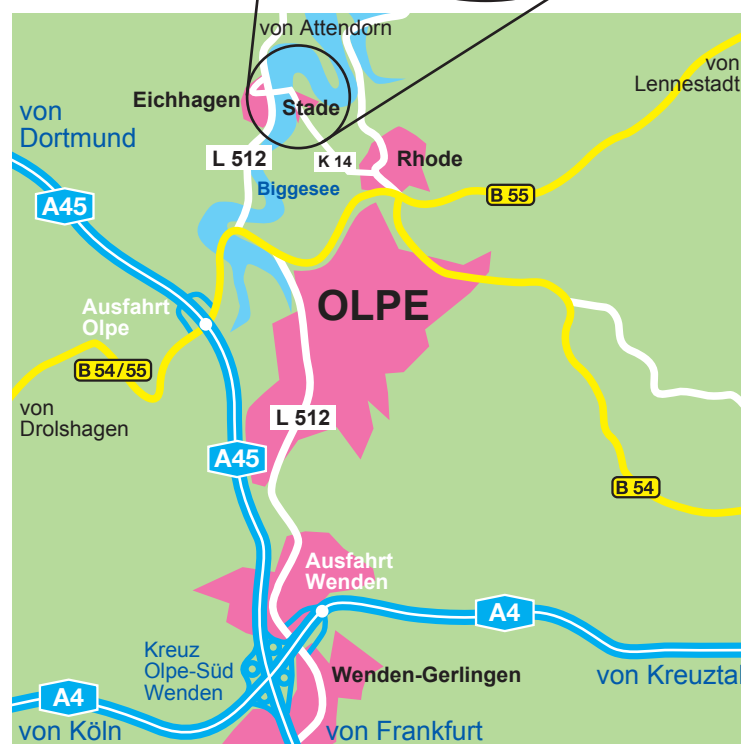 von Attendorn
von
Lennestadt
Eichhagen
Stade
von
Dortmund
L 512
K 14
Rhode
Biggesee
B 55
A45
OLPE
Ausfahrt
Olpe
B 54/55
von
Drolshagen
L 512
A45
B 54
Ausfahrt
Wenden
A4
Kreuz
Olpe-Süd
Wenden
Wenden-Gerlingen
von Kreuztal
A4
von Köln
von Frankfurt